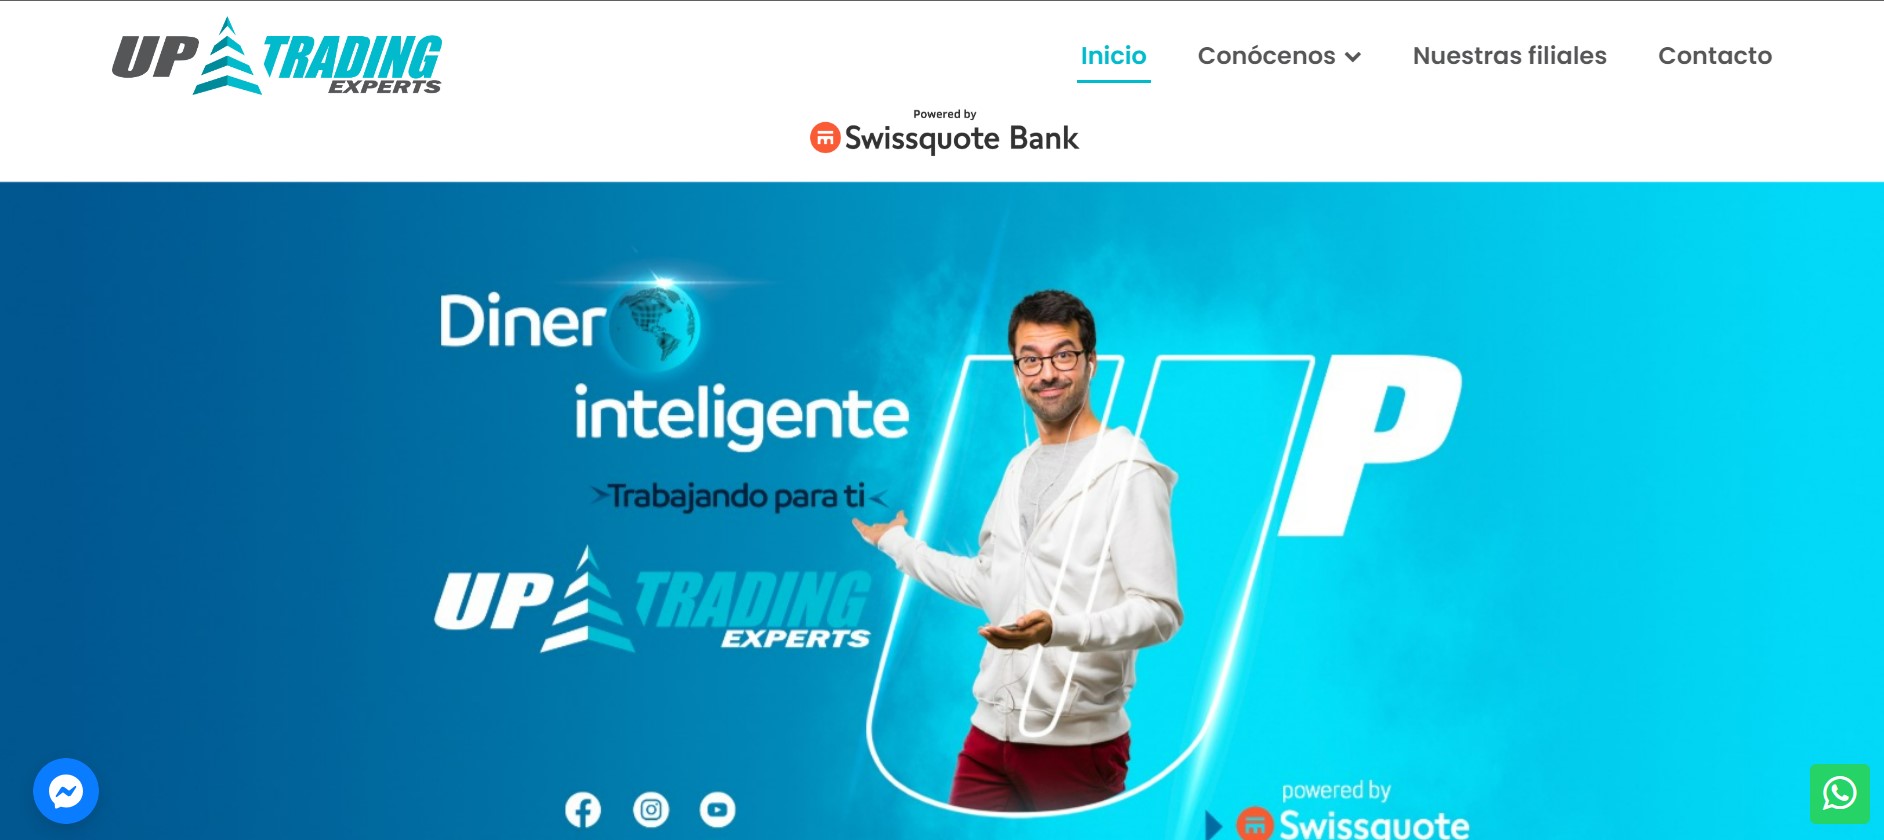 UP TRADING
EXPERTS
Inicio
Conócenos
Nuestras filiales
Contacto
Powered by
Swissquote Bank
Diner
inteligente
>Trabajando para ti<
UP TRADING
EXPERTS
UP
powered by
Swissquote